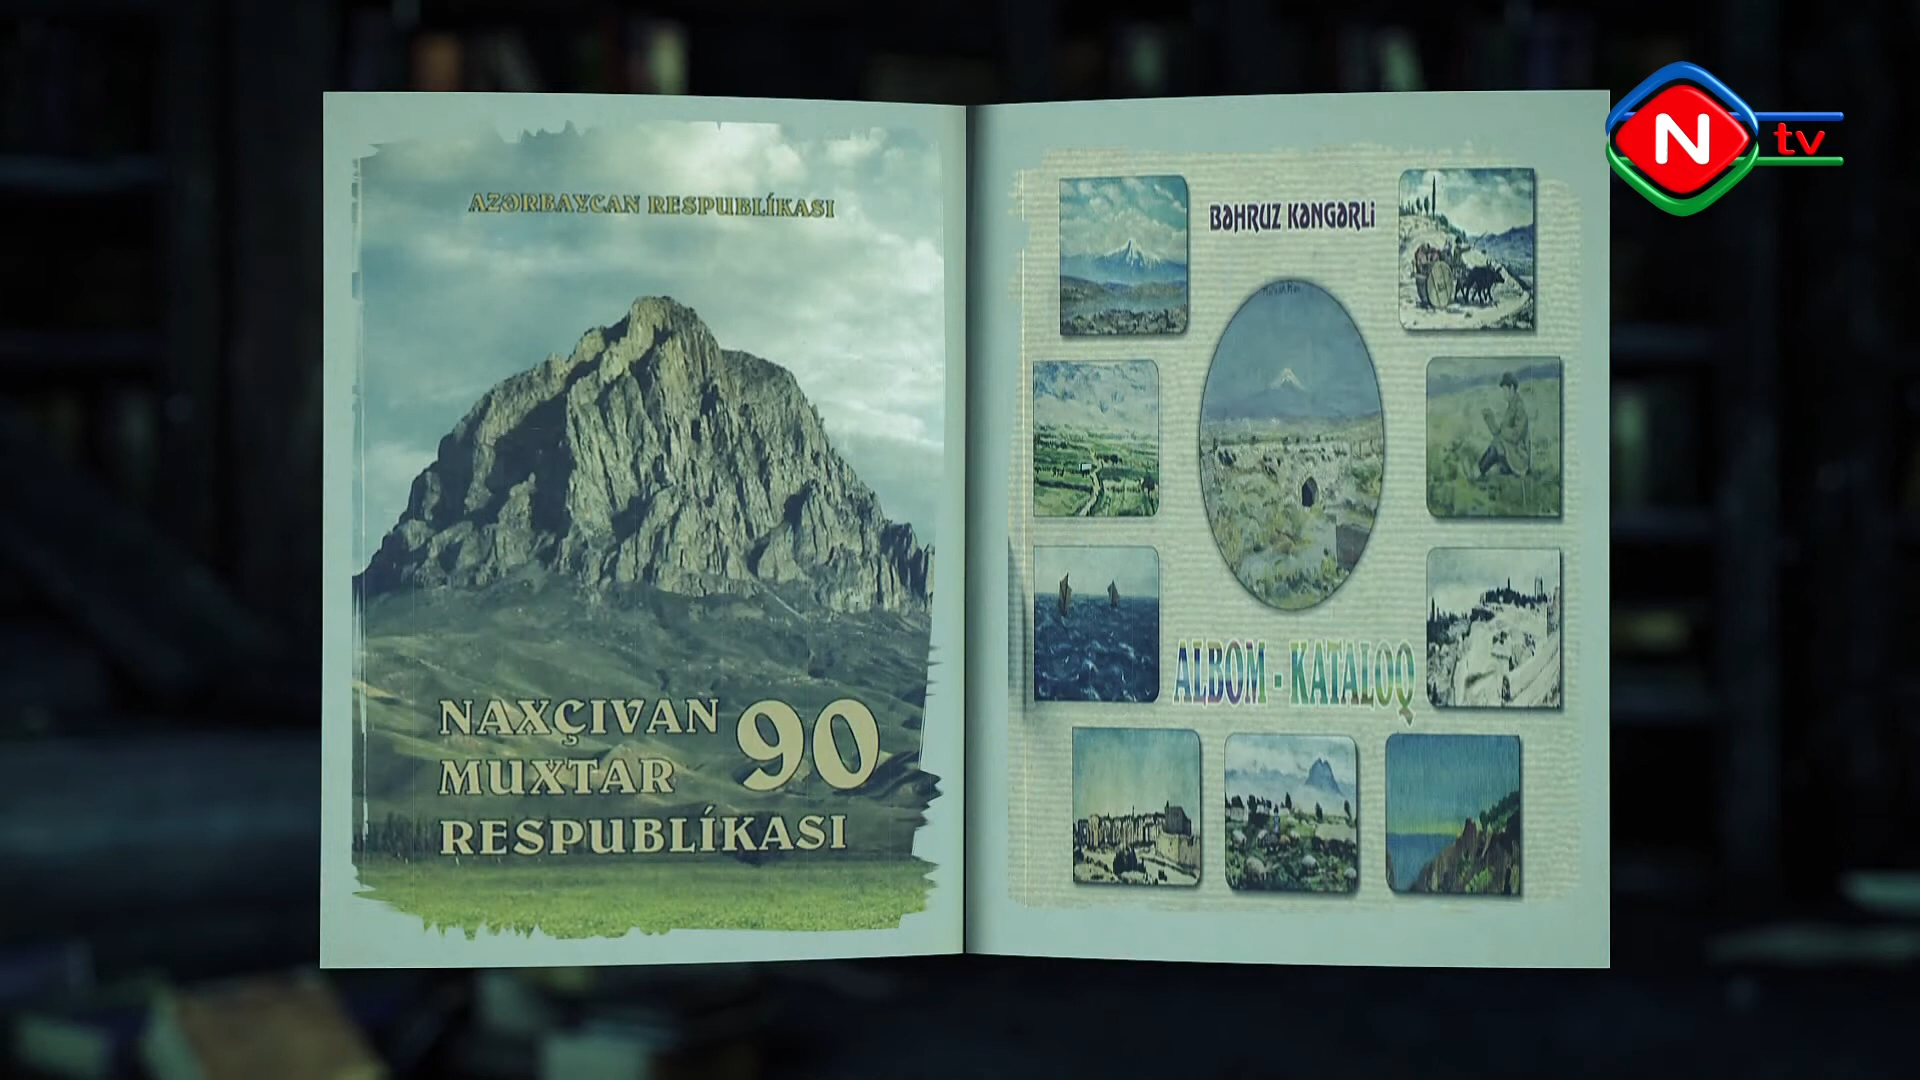 AZƏRBAYCAN RESPUBLİKASI
NAXÇIVAN 90
MUXTAR
RESPUBLİKASI
BƏHRUZ KƏNGƏRLİ
ALBOM - KATALOQ
N tv